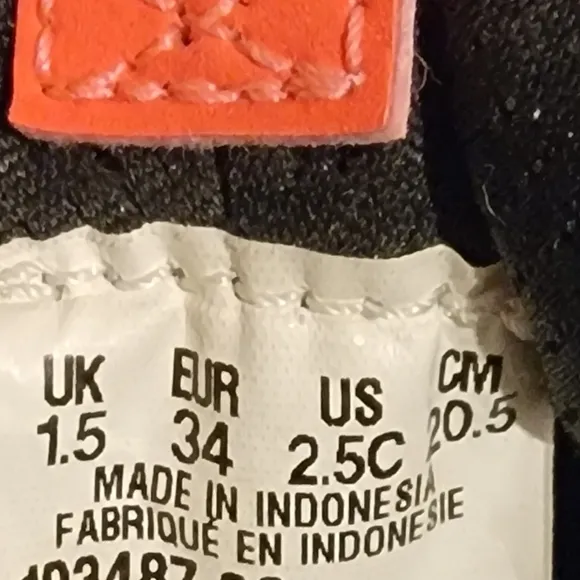 UK EUR US CM
1.5 34 2.5C 20.5
MADE IN INDONESIA
FABRIQUÉ EN INDONESIE